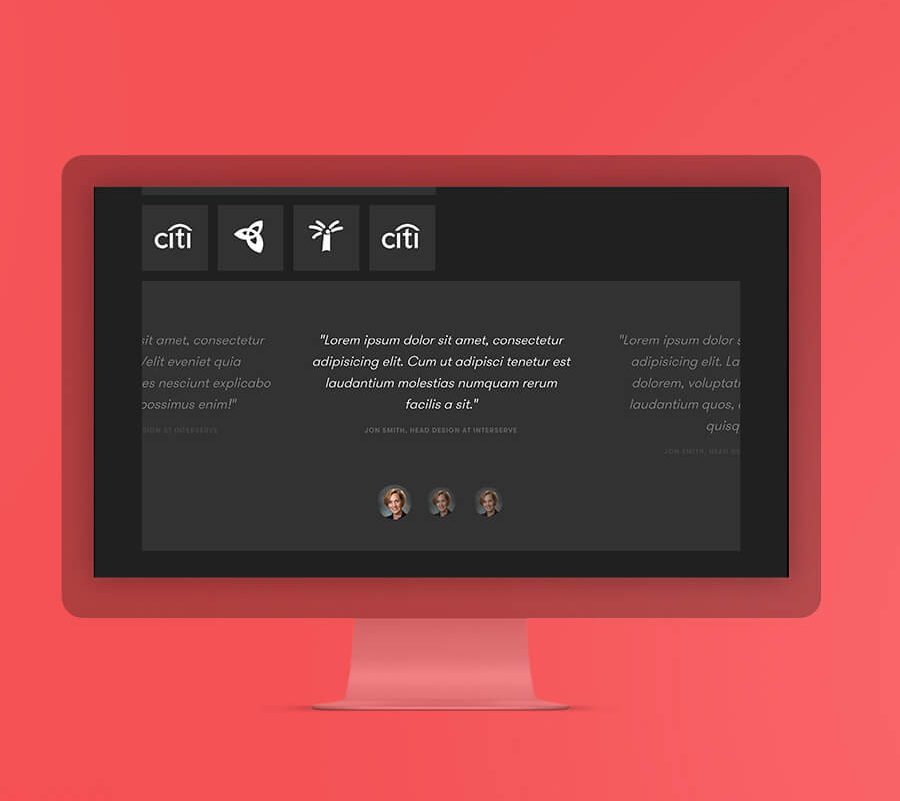 citi
citi
sit amet, consectetur
Velit eveniet quia
es nesciunt explicabo
possimus enim!"
SIGN AT INTERSERVE
"Lorem ipsum dolor sit amet, consectetur
adipisicing elit. Cum ut adipisci tenetur est
laudantium molestias numquam rerum
facilis a sit."
JON SMITH, HEAD DESIGN AT INTERSERVE
"Lorem ipsum dolor s
adipisicing elit. La
dolorem, voluptat
laudantium quos,
quisq
JON SMITH, HEAD